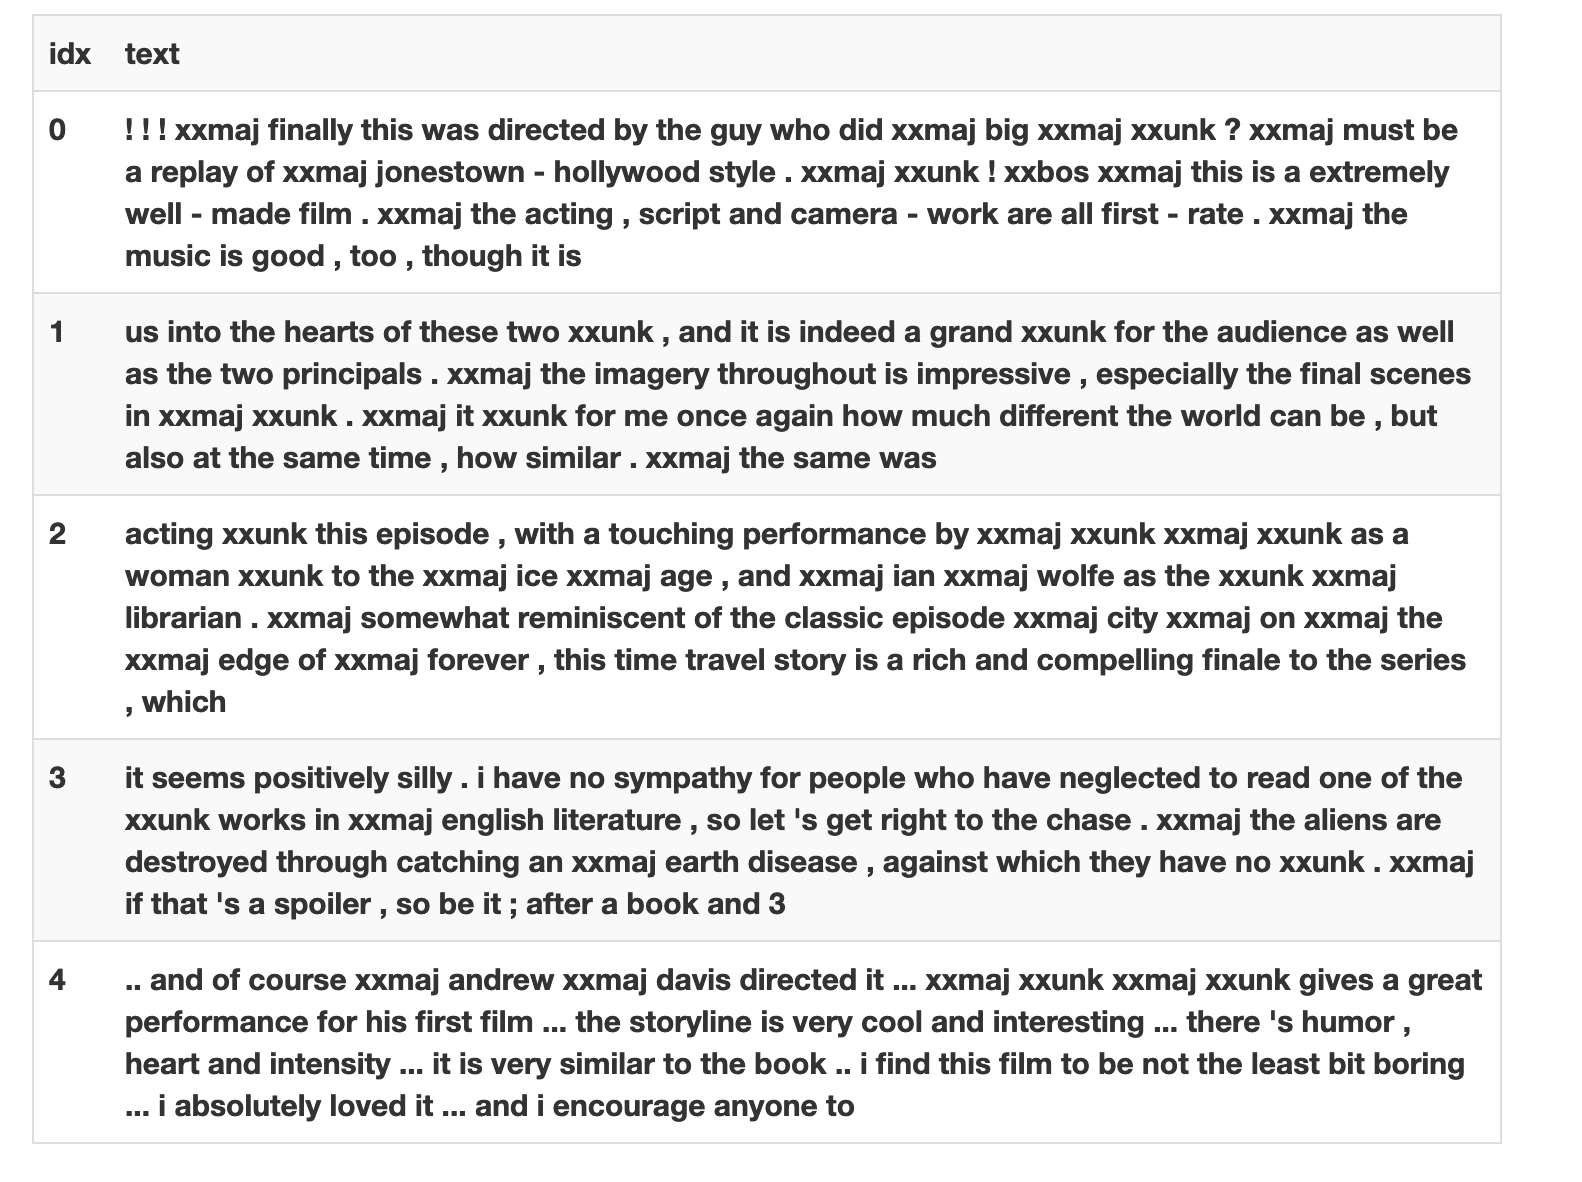 idx text
0 ! ! ! xxmaj finally this was directed by the guy who did xxmaj big xxmaj xxunk ? xxmaj must be
a replay of xxmaj jonestown - hollywood style . xxmaj xxunk ! xxbos xxmaj this is a extremely
well - made film . xxmaj the acting , script and camera - work are all first - rate . xxmaj the
music is good , too , though it is
1 us into the hearts of these two xxunk , and it is indeed a grand xxunk for the audience as well
as the two principals . xxmaj the imagery throughout is impressive , especially the final scenes
in xxmaj xxunk . xxmaj it xxunk for me once again how much different the world can be , but
also at the same time , how similar . xxmaj the same was
2 acting xxunk this episode , with a touching performance by xxmaj xxunk xxmaj xxunk as a
woman xxunk to the xxmaj ice xxmaj age , and xxmaj ian xxmaj wolfe as the xxunk xxmaj
librarian . xxmaj somewhat reminiscent of the classic episode xxmaj city xxmaj on xxmaj the
xxmaj edge of xxmaj forever , this time travel story is a rich and compelling finale to the series
, which
3 it seems positively silly . i have no sympathy for people who have neglected to read one of the
xxunk works in xxmaj english literature , so let 's get right to the chase . xxmaj the aliens are
destroyed through catching an xxmaj earth disease , against which they have no xxunk . xxmaj
if that 's a spoiler , so be it ; after a book and 3
4 .. and of course xxmaj andrew xxmaj davis directed it ... xxmaj xxunk xxmaj xxunk gives a great
performance for his first film ... the storyline is very cool and interesting ... there 's humor ,
heart and intensity ... it is very similar to the book .. i find this film to be not the least bit boring
... i absolutely loved it ... and i encourage anyone to